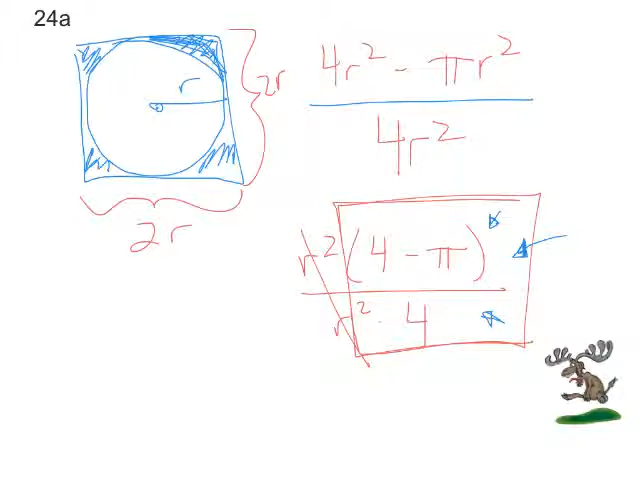 24a
r
2r
2r
4r² - πr²
4r²
r²(4 - π)
r² · 4